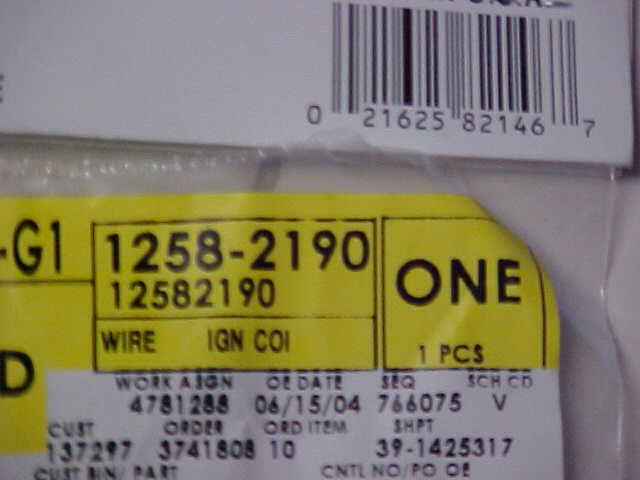 0 21625 82146 7
-G1 1258-2190 ONE
12582190
WIRE IGN COI 1 PCS
D
WORK ASGN OE DATE SEQ SCH CD
4781288 06/15/04 766075 V
CUST ORDER ORD ITEM SHPT
137297 3741808 10 39-1425317
CUST BIN/ PART CNTL NO/PO OE